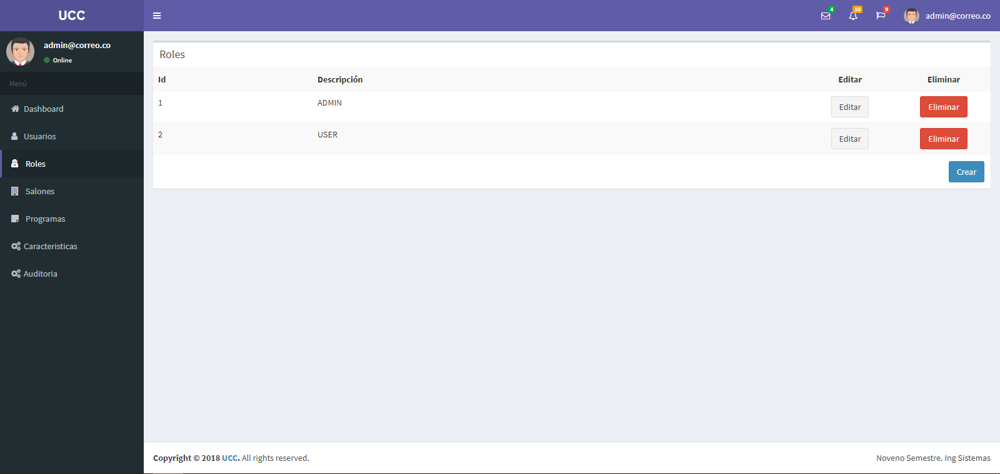 UCC
4
10
9
admin@correo.co
admin@correo.co
Online
Menú
Dashboard
Usuarios
Roles
Salones
Programas
Caracteristicas
Auditoria
Roles
Id Descripción Editar Eliminar
1 ADMIN Editar Eliminar
2 USER Editar Eliminar
Crear
Copyright © 2018 UCC. All rights reserved.
Noveno Semestre. Ing Sistemas